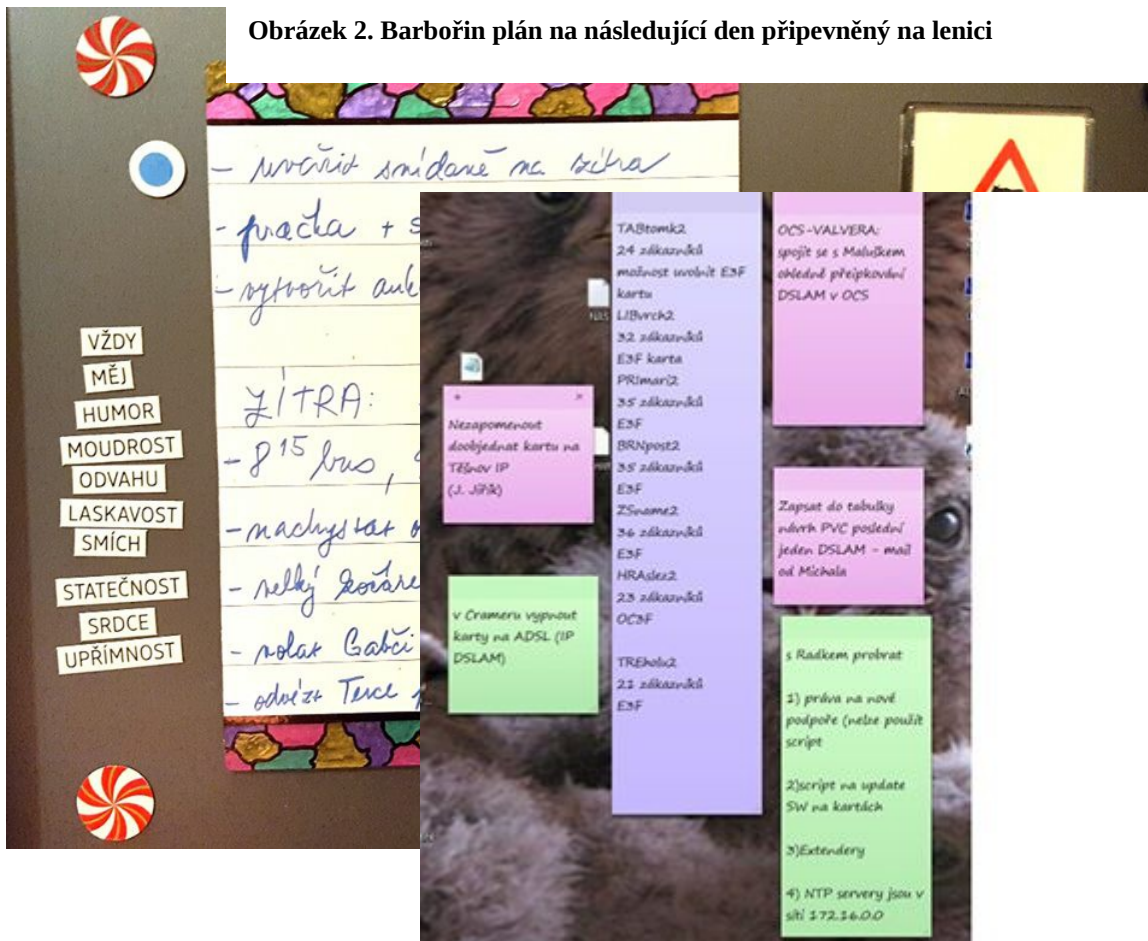 Obrázek 2. Barbořin plán na následující den připevněný na lenici
- uvařit snídaně na zítra
- pračka + s
- vytvořit auk
ZÍTRA:
- 8 15 bus,
- nachystat
- velký kočáre
- volat Gabči
- odvézt Terce
VŽDY
MĚJ
HUMOR
MOUDROST
ODVAHU
LASKAVOST
SMÍCH
STATEČNOST
SRDCE
UPŘÍMNOST
Nezapomenout
doobjednat kartu na
Těšnov IP
(J. Jiřík)
v Crameru vypnout
karty na ADSL (IP
DSLAM)
TABtomk2
24 zákazníků
možnost uvolnit E3F
kartu
LIBvrch2
32 zákazníků
E3F karta
PRImari2
35 zákazníků
E3F
BRNpost2
35 zákazníků
E3F
ZSname2
36 zákazníků
E3F
HRAslez2
23 zákazníků
OC3F
TREholu2
21 zákazníků
E3F
OCS-VALVERA:
spojit se s Maluškem
ohledně přeipkování
DSLAM v OCS
Zapsat do tabulky
návrh PVC poslední
jeden DSLAM - mail
od Michala
s Radkem probrat
1) práva na nové
podpoře (nelze použít
script
2)script na update
SW na kartách
3)Extendery
4) NTP servery jsou v
síti 172.16.0.0